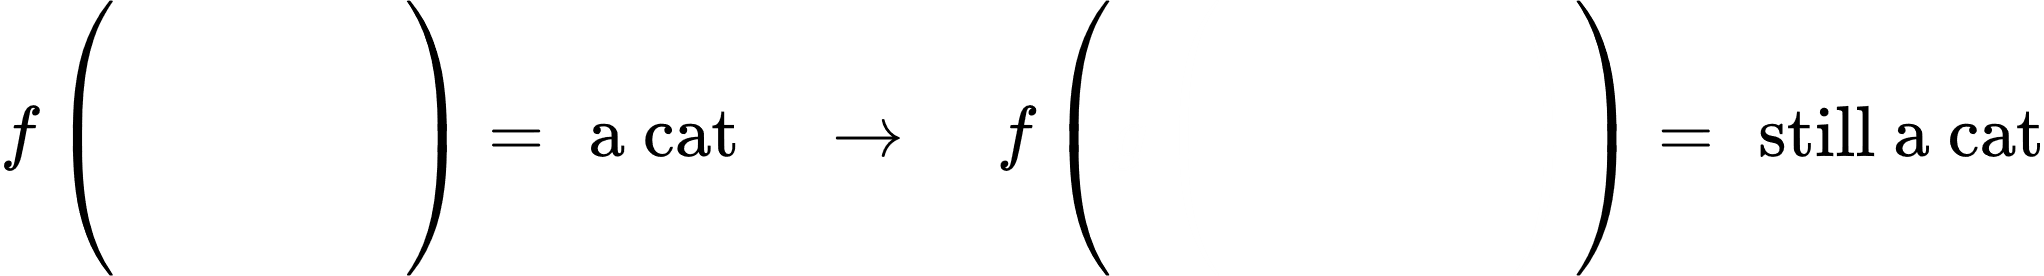 f ( ) = a cat → f ( ) = still a cat